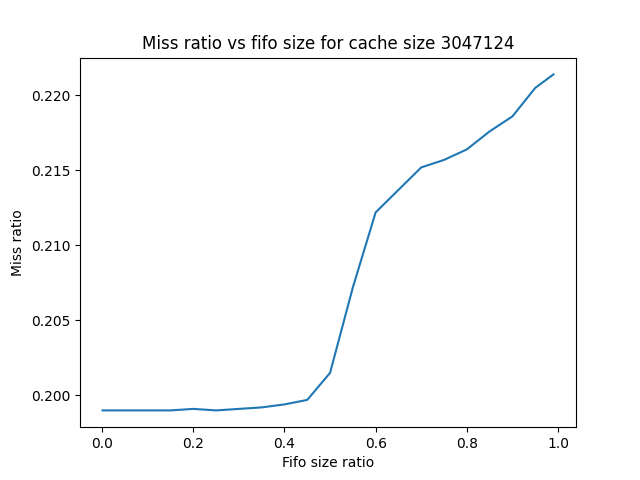 Miss ratio vs fifo size for cache size 3047124
0.220
0.215
0.210
0.205
0.200
Miss ratio
0.0 0.2 0.4 0.6 0.8 1.0
Fifo size ratio